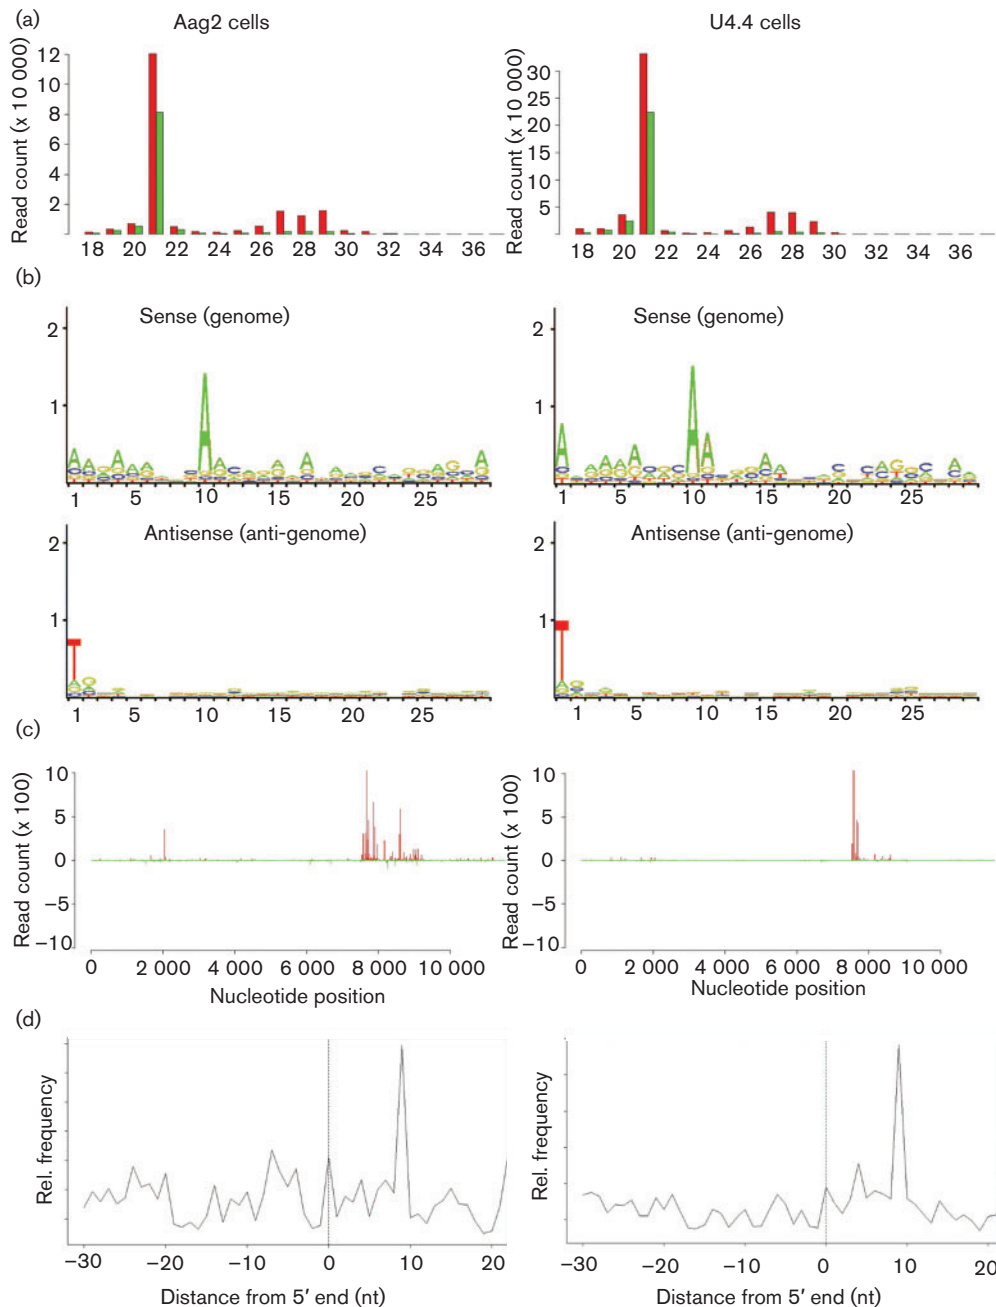 (a)
Aag2 cells
U4.4 cells
Read count (x 10 000)
12
10
8
6
4
2
18 20 22 24 26 28 30 32 34 36
Read count (x 10 000)
30
25
20
15
10
5
18 20 22 24 26 28 30 32 34 36
(b)
Sense (genome)
2
1
1 5 10 15 20 25
Sense (genome)
2
1
1 5 10 15 20 25
Antisense (anti-genome)
2
1
1 5 10 15 20 25
Antisense (anti-genome)
2
1
1 5 10 15 20 25
(c)
Read count (x 100)
10
5
0
−5
−10
0 2 000 4 000 6 000 8 000 10 000
Nucleotide position
Read count (x 100)
10
5
0
−5
−10
0 2 000 4 000 6 000 8 000 10 000
Nucleotide position
(d)
Rel. frequency
−30 −20 −10 0 10 20
Distance from 5′ end (nt)
Rel. frequency
−30 −20 −10 0 10 20
Distance from 5′ end (nt)